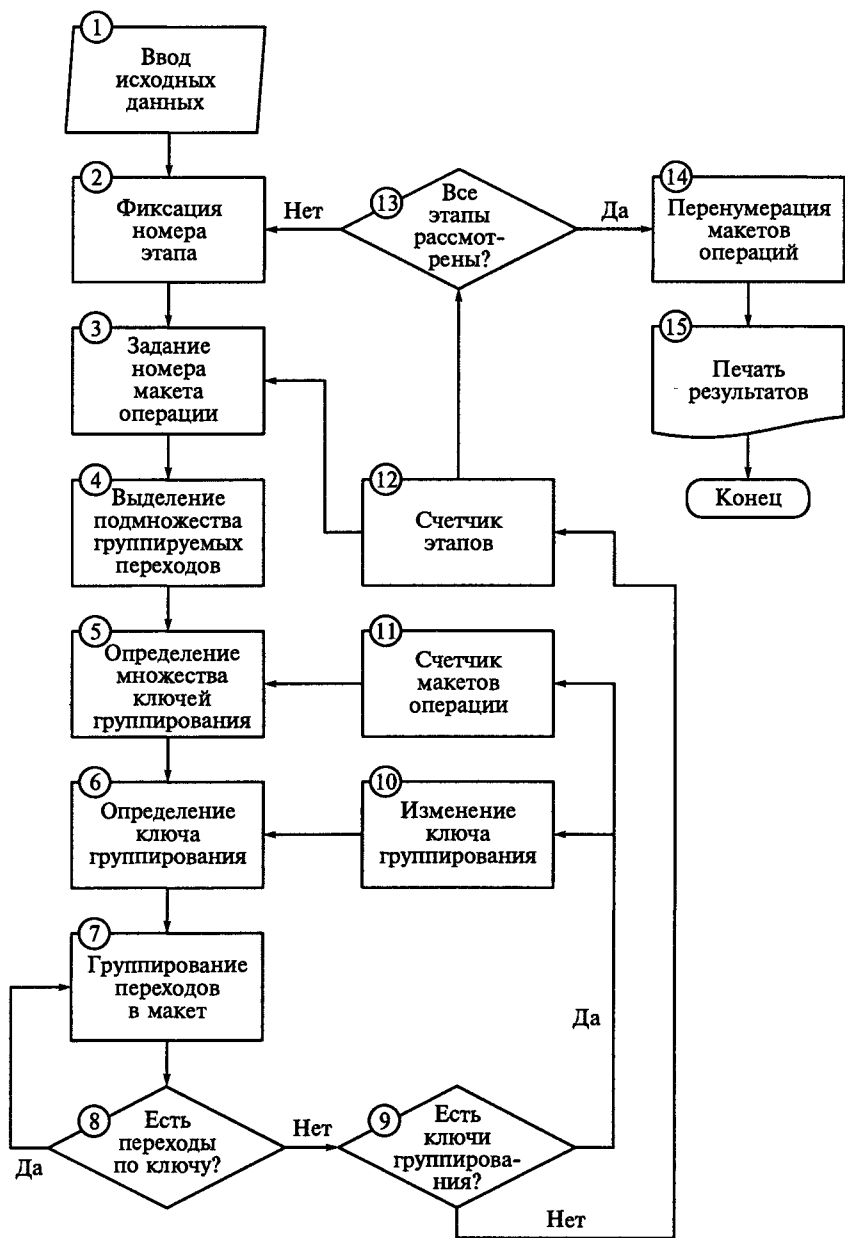 1
Ввод
исходных
данных
2
Фиксация
номера
этапа
Нет
13
Все
этапы
рассмот-
рены?
Да
14
Перенумерация
макетов
операций
3
Задание
номера
макета
операции
15
Печать
результатов
4
Выделение
подмножества
группируемых
переходов
12
Счетчик
этапов
Конец
5
Определение
множества
ключей
группирования
11
Счетчик
макетов
операции
6
Определение
ключа
группирования
10
Изменение
ключа
группирования
7
Группирование
переходов
в макет
Да
8
Есть
переходы
по ключу?
Да
Нет
9
Есть
ключи
группирова-
ния?
Нет